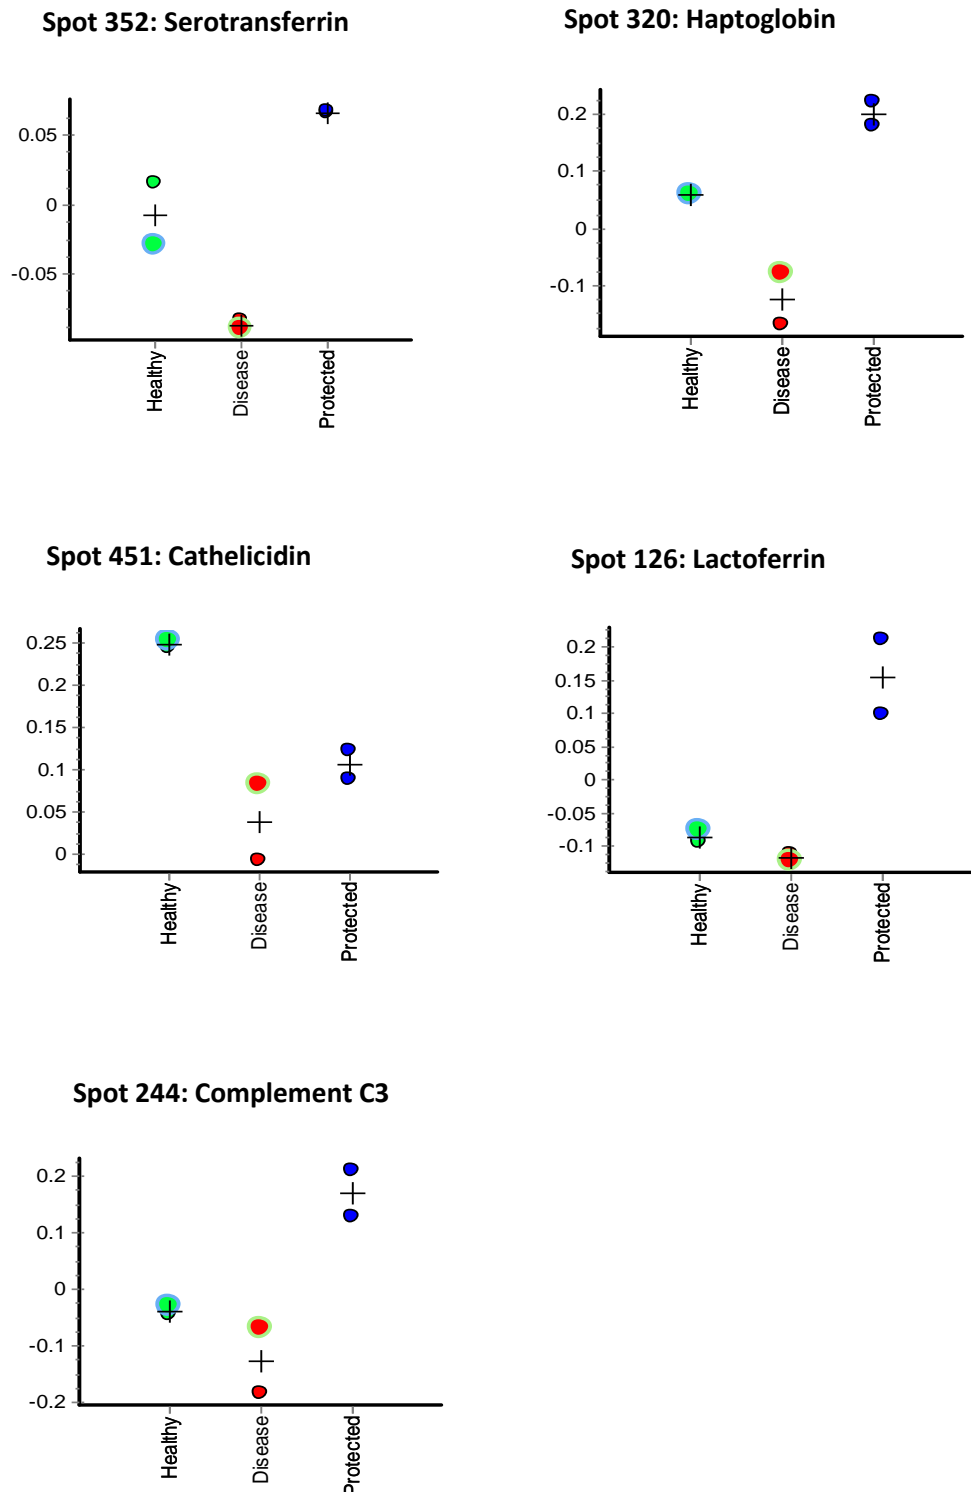 Spot 352: Serotransferrin
0.05
0
-0.05
Healthy
Disease
Protected
Spot 320: Haptoglobin
0.2
0.1
0
-0.1
Healthy
Disease
Protected
Spot 451: Cathelicidin
0.25
0.2
0.15
0.1
0.05
0
Healthy
Disease
Protected
Spot 126: Lactoferrin
0.2
0.15
0.1
0.05
0
-0.05
-0.1
Healthy
Disease
Protected
Spot 244: Complement C3
0.2
0.1
0
-0.1
-0.2
Healthy
Disease
Protected